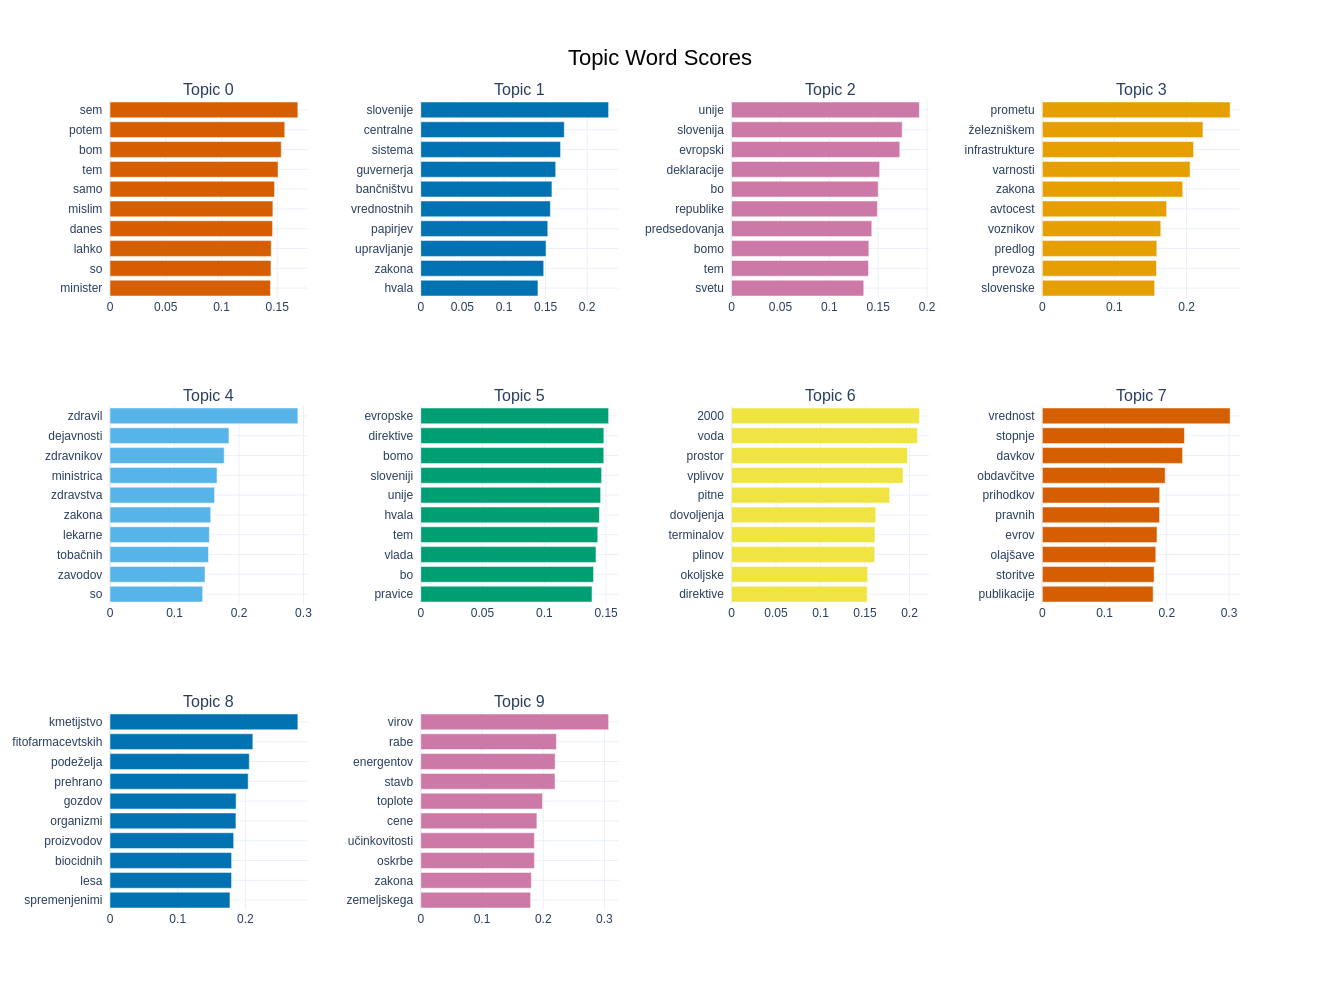 Topic Word Scores
Topic 0
sem
potem
bom
tem
samo
mislim
danes
lahko
so
minister
0 0.05 0.1 0.15
Topic 1
slovenije
centralne
sistema
guvernerja
bančništvu
vrednostnih
papirjev
upravljanje
zakona
hvala
0 0.05 0.1 0.15 0.2
Topic 2
unije
slovenija
evropski
deklaracije
bo
republike
predsedovanja
bomo
tem
svetu
0 0.05 0.1 0.15 0.2
Topic 3
prometu
železniškem
infrastrukture
varnosti
zakona
avtocest
voznikov
predlog
prevoza
slovenske
0 0.1 0.2
Topic 4
zdravil
dejavnosti
zdravnikov
ministrica
zdravstva
zakona
lekarne
tobačnih
zavodov
so
0 0.1 0.2 0.3
Topic 5
evropske
direktive
bomo
sloveniji
unije
hvala
tem
vlada
bo
pravice
0 0.05 0.1 0.15
Topic 6
2000
voda
prostor
vplivov
pitne
dovoljenja
terminalov
plinov
okoljske
direktive
0 0.05 0.1 0.15 0.2
Topic 7
vrednost
stopnje
davkov
obdavčitve
prihodkov
pravnih
evrov
olajšave
storitve
publikacije
0 0.1 0.2 0.3
Topic 8
kmetijstvo
fitofarmacevtskih
podeželja
prehrano
gozdov
organizmi
proizvodov
biocidnih
lesa
spremenjenimi
0 0.1 0.2
Topic 9
virov
rabe
energentov
stavb
toplote
cene
učinkovitosti
oskrbe
zakona
zemeljskega
0 0.1 0.2 0.3